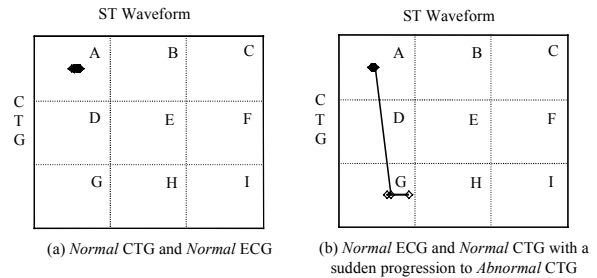 ST Waveform
C
T
G
A B C
D E F
G H I
(a) Normal CTG and Normal ECG
ST Waveform
C
T
G
A B C
D E F
G H I
(b) Normal ECG and Normal CTG with a
sudden progression to Abnormal CTG